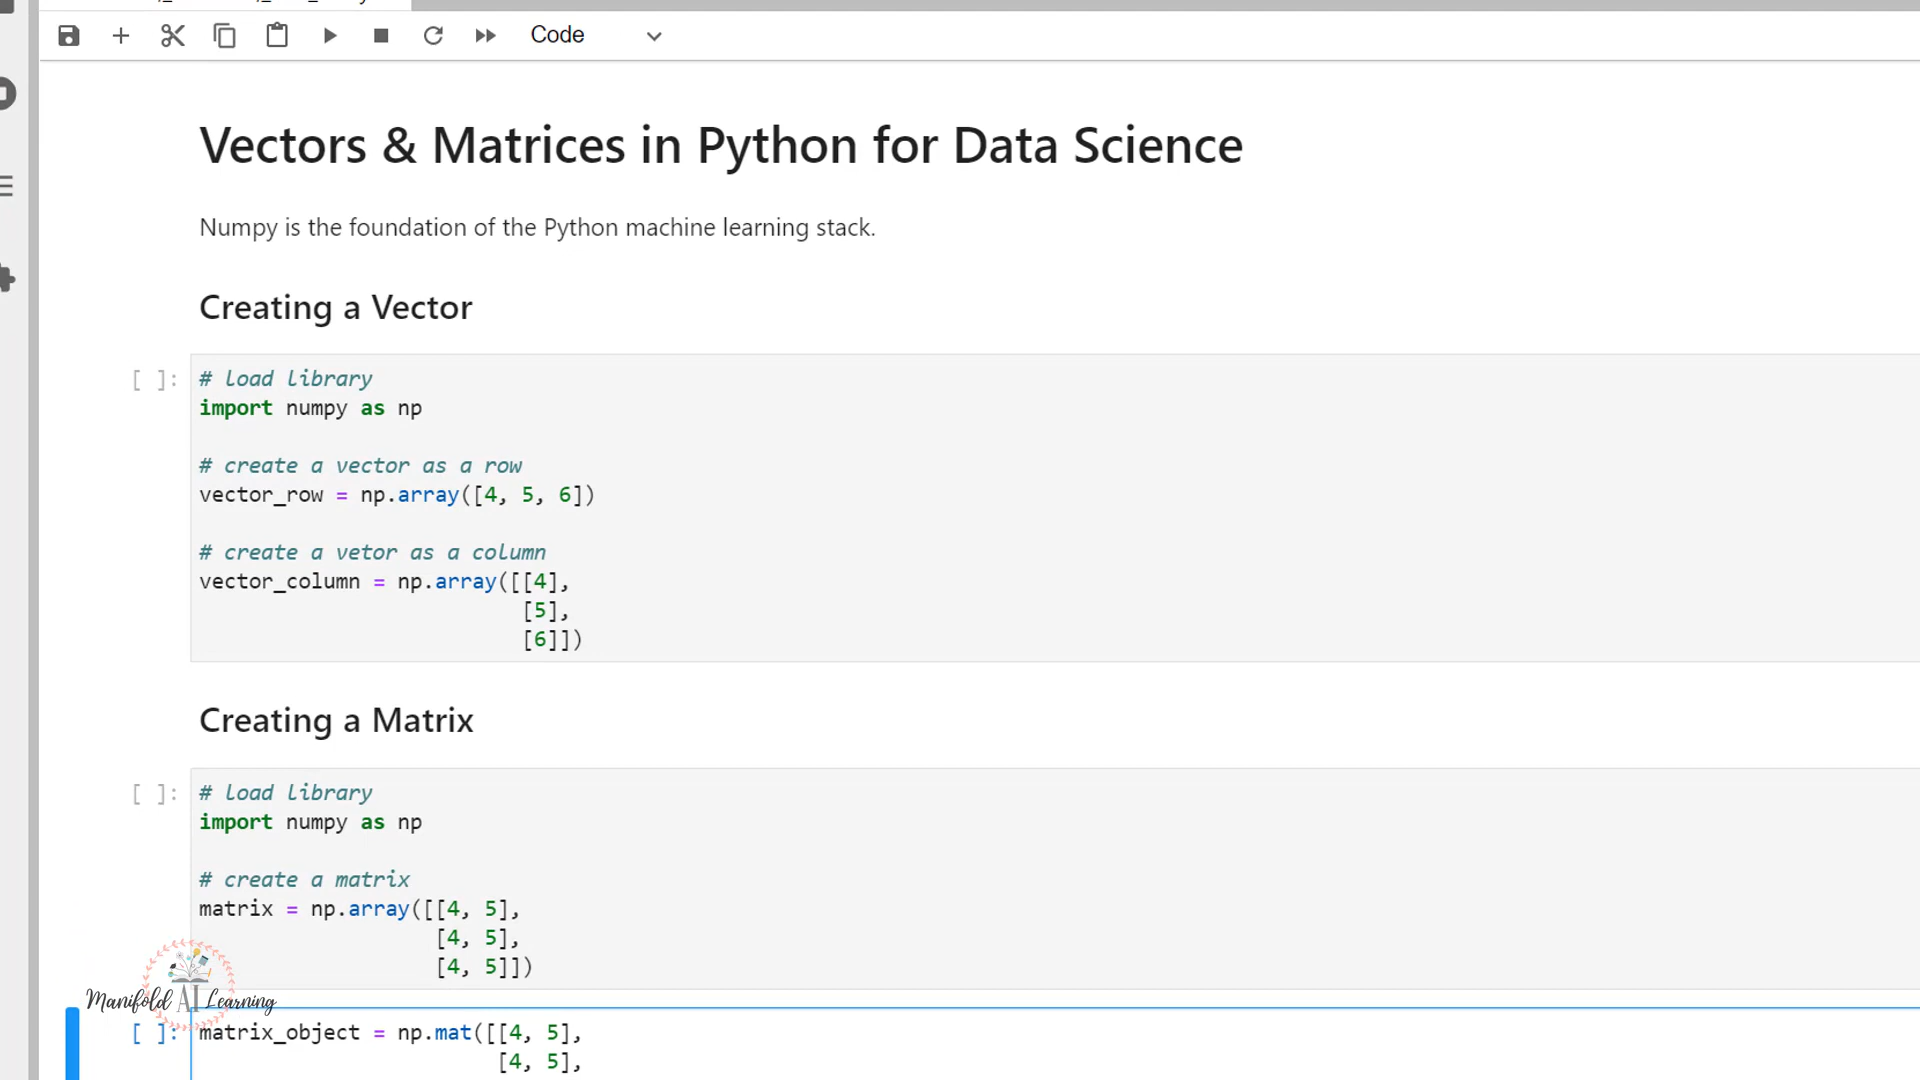 Code
Vectors & Matrices in Python for Data Science
Numpy is the foundation of the Python machine learning stack.
Creating a Vector
[ ]:
# load library
import numpy as np
# create a vector as a row
vector_row = np.array([4, 5, 6])
# create a vetor as a column
vector_column = np.array([[4],
[5],
[6]])
Creating a Matrix
[ ]:
# load library
import numpy as np
# create a matrix
matrix = np.array([[4, 5],
[4, 5],
[4, 5]])
Manifold AI Learning
[ ]:
matrix_object = np.mat([[4, 5],
[4, 5],